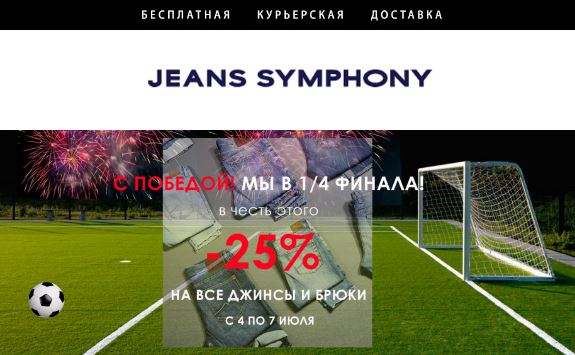 БЕСПЛАТНАЯ КУРЬЕРСКАЯ ДОСТАВКА
JEANS SYMPHONY
С ПОБЕДОЙ! МЫ В 1/4 ФИНАЛА!
в честь этого
-25%
НА ВСЕ ДЖИНСЫ И БРЮКИ
С 4 ПО 7 ИЮЛЯ